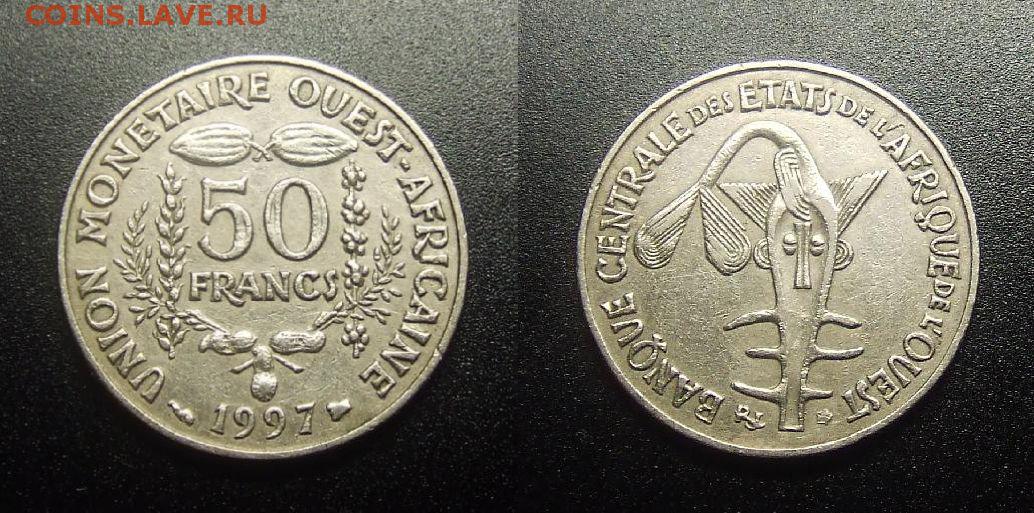 COINS.LAVE.RU
UNION MONETAIRE OUEST-AFRICAINE
50
FRANCS
1997
BANQUE CENTRALE DES ETATS DE L'AFRIQUE DE L'OUEST